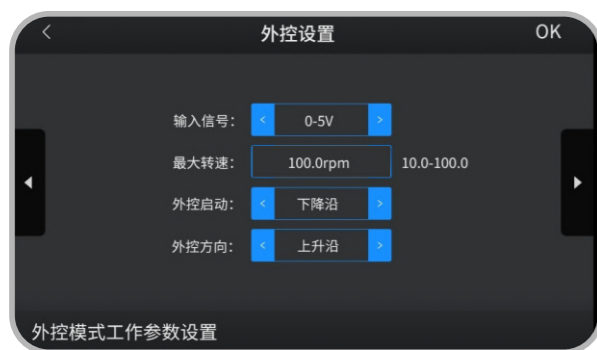 < 外控设置 OK
输入信号: < 0-5V >
最大转速: 100.0rpm 10.0-100.0
外控启动: < 下降沿 >
外控方向: < 上升沿 >
外控模式工作参数设置